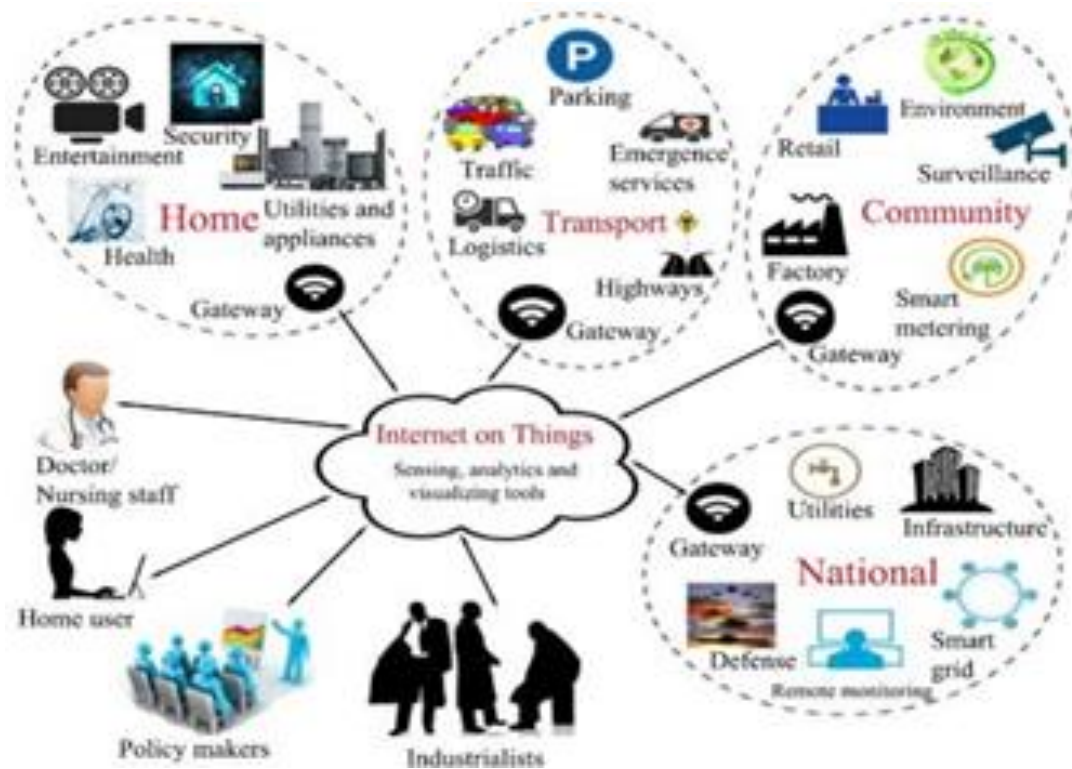 Entertainment
Security
Utilities and
appliances
Home
Health
Gateway
P
Parking
Traffic
Emergence
services
Logistics
Transport
Highways
Gateway
Environment
Retail
Surveillance
Community
Factory
Smart
metering
Gateway
Internet on Things
Sensing, analytics and
visualizing tools
Doctor/
Nursing staff
Home user
Policy makers
Industrialists
Gateway
Utilities
Infrastructure
National
Defense
Remote monitoring
Smart
grid